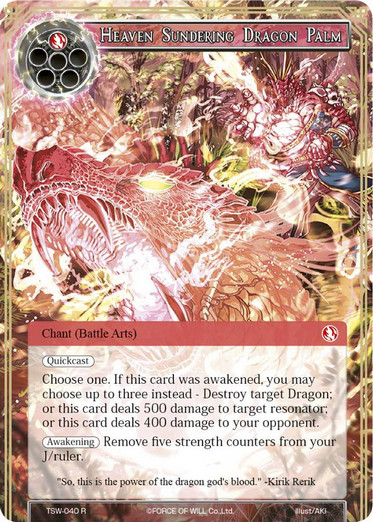 Heaven Sundering Dragon Palm
Chant (Battle Arts)
Quickcast
Choose one. If this card was awakened, you may
choose up to three instead - Destroy target Dragon;
or this card deals 500 damage to target resonator;
or this card deals 400 damage to your opponent.
Awakening Remove five strength counters from your
J/ruler.
"So, this is the power of the dragon god's blood." -Kirik Rerik
TSW-040 R ©FORCE OF WILL Co.,Ltd. Illust/AKI